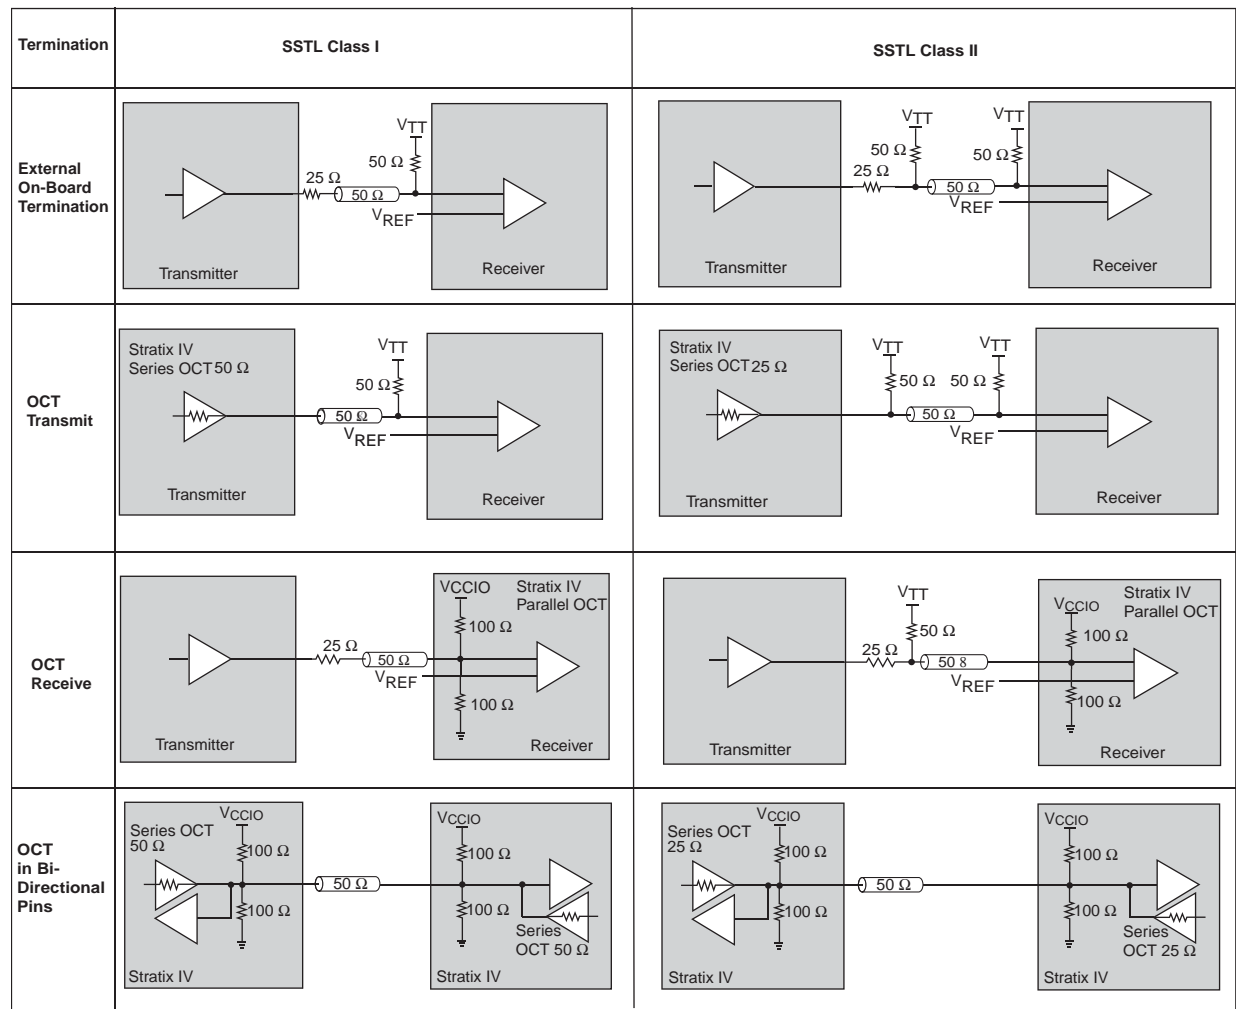 Termination
SSTL Class I
SSTL Class II
External
On-Board
Termination
VTT
50 Ω
25 Ω
50 Ω
VREF
Transmitter
Receiver
VTT
VTT
50 Ω
50 Ω
25 Ω
50 Ω
VREF
Transmitter
Receiver
OCT
Transmit
Stratix IV
Series OCT 50 Ω
VTT
50 Ω
50 Ω
VREF
Transmitter
Receiver
Stratix IV
Series OCT 25 Ω
VTT
VTT
50 Ω
50 Ω
50 Ω
VREF
Transmitter
Receiver
OCT
Receive
VCCIO
Stratix IV
Parallel OCT
100 Ω
25 Ω
50 Ω
VREF
100 Ω
Transmitter
Receiver
VTT
50 Ω
25 Ω
50 8
VREF
VCCIO
Stratix IV
Parallel OCT
100 Ω
100 Ω
Transmitter
Receiver
OCT
in Bi-
Directional
Pins
Series OCT
50 Ω
VCCIO
100 Ω
100 Ω
Stratix IV
50 Ω
VCCIO
100 Ω
100 Ω
Series
OCT 50 Ω
Stratix IV
Series OCT
25 Ω
VCCIO
100 Ω
100 Ω
Stratix IV
50 Ω
VCCIO
100 Ω
100 Ω
Series
OCT 25 Ω
Stratix IV